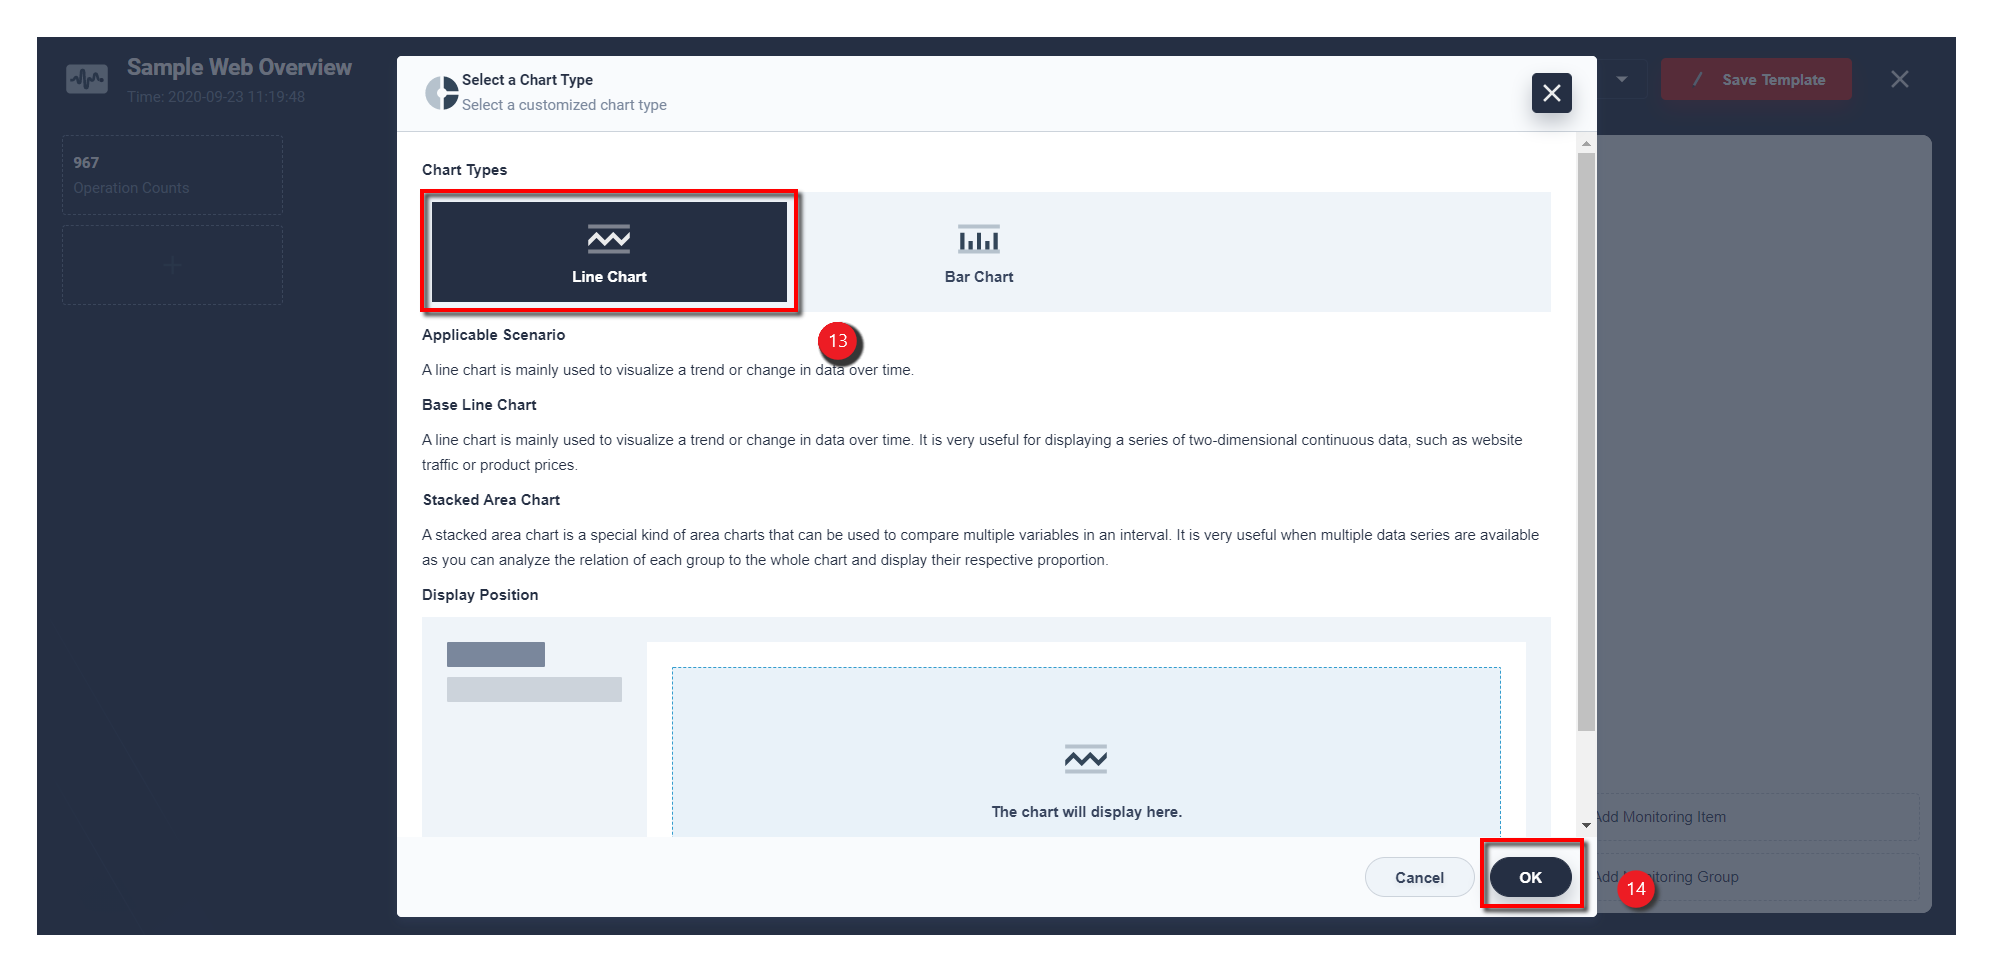 Sample Web Overview
Time: 2020-09-23 11:19:48
967
Operation Counts
Select a Chart Type
Select a customized chart type
Save Template
Chart Types
Line Chart
Bar Chart
13
Applicable Scenario
A line chart is mainly used to visualize a trend or change in data over time.
Base Line Chart
A line chart is mainly used to visualize a trend or change in data over time. It is very useful for displaying a series of two-dimensional continuous data, such as website
traffic or product prices.
Stacked Area Chart
A stacked area chart is a special kind of area charts that can be used to compare multiple variables in an interval. It is very useful when multiple data series are available
as you can analyze the relation of each group to the whole chart and display their respective proportion.
Display Position
The chart will display here.
Add Monitoring Item
Cancel
OK
14
Add Monitoring Group